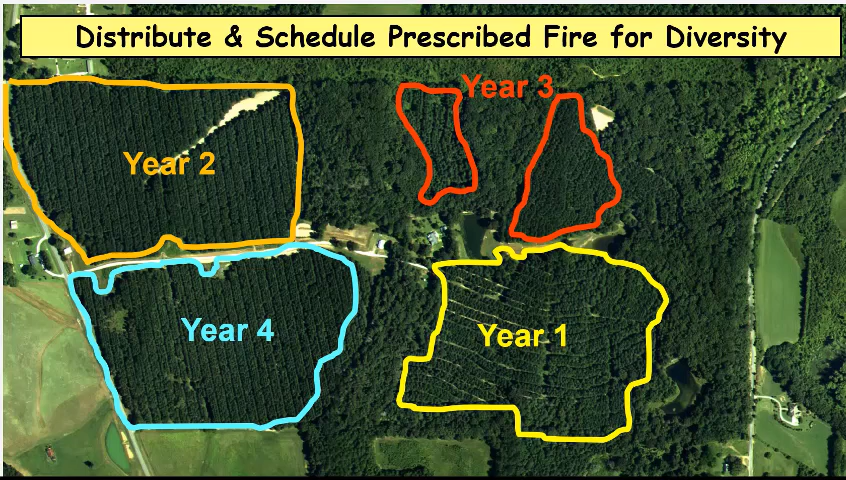 Distribute & Schedule Prescribed Fire for Diversity
Year 3
Year 2
Year 4
Year 1